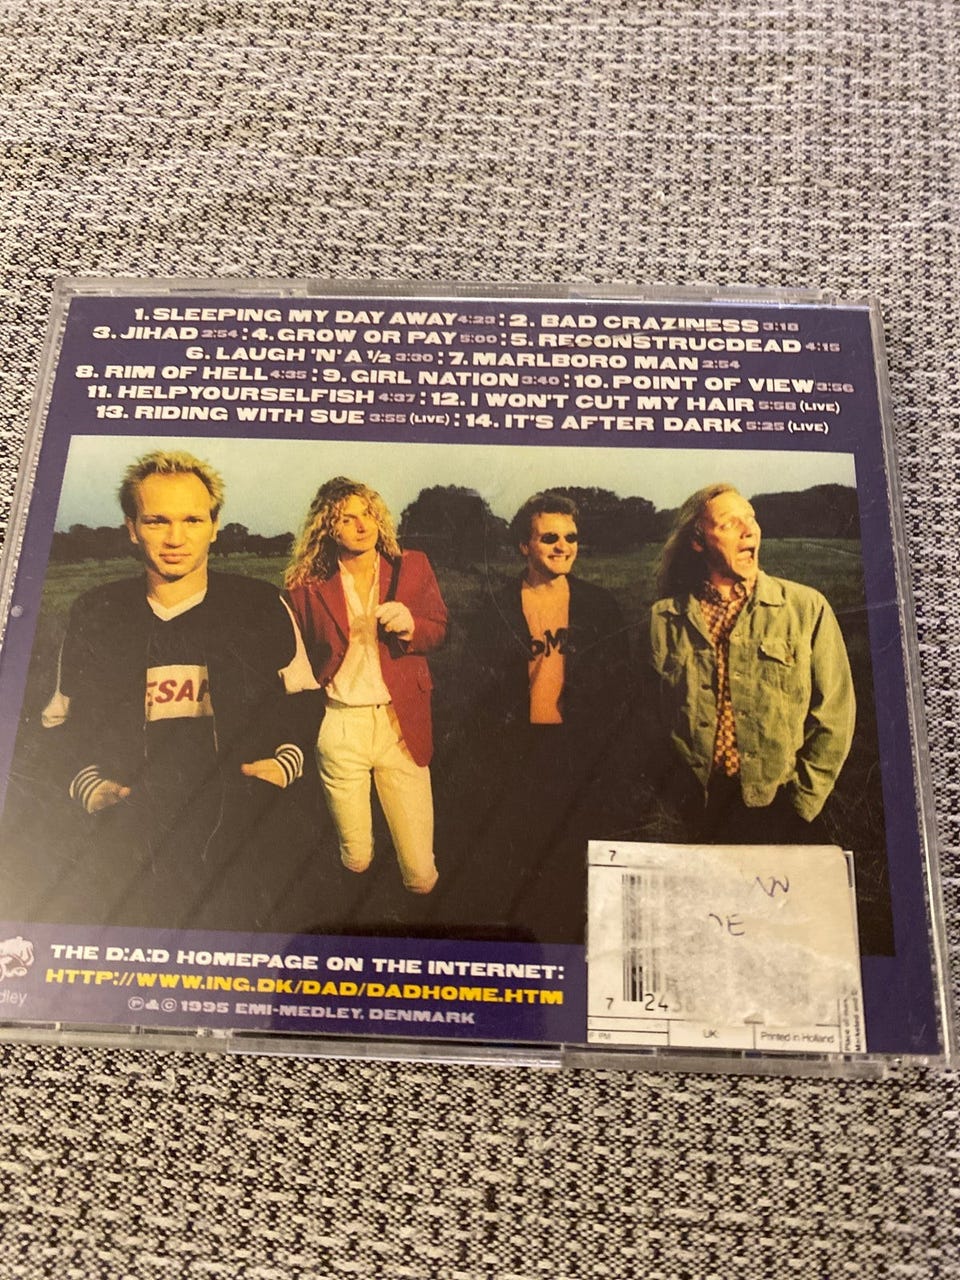 1. SLEEPING MY DAY AWAY 4:23 : 2. BAD CRAZINESS 3:18
3. JIHAD 2:54 : 4. GROW OR PAY 5:00 : 5. RECONSTRUCDEAD 4:15
6. LAUGH 'N' A ½ 3:30 : 7. MARLBORO MAN 2:54
8. RIM OF HELL 4:35 : 9. GIRL NATION 3:40 : 10. POINT OF VIEW 3:56
11. HELPYOURSELFISH 4:37 : 12. I WON'T CUT MY HAIR 5:58 (LIVE)
13. RIDING WITH SUE 3:55 (LIVE) : 14. IT'S AFTER DARK 5:25 (LIVE)
THE D:A:D HOMEPAGE ON THE INTERNET:
HTTP://WWW.ING.DK/DAD/DADHOME.HTM
℗ & © 1995 EMI-MEDLEY, DENMARK
7
7 24
PM
UK:
Printed in Holland